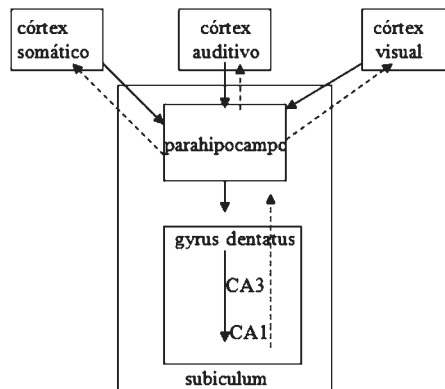 córtex
somático
córtex
auditivo
córtex
visual
parahipocampo
gyrus dentatus
CA3
CA1
subiculum